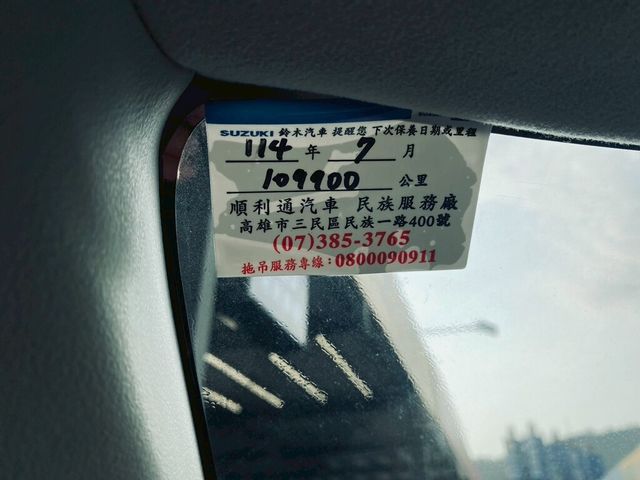 SUZUKI 鈴木汽車 提醒您 下次保養日期或里程
114 年 7 月
109900 公里
順利通汽車 民族服務廠
高雄市三民區民族一路400號
(07)385-3765
拖吊服務專線：0800090911